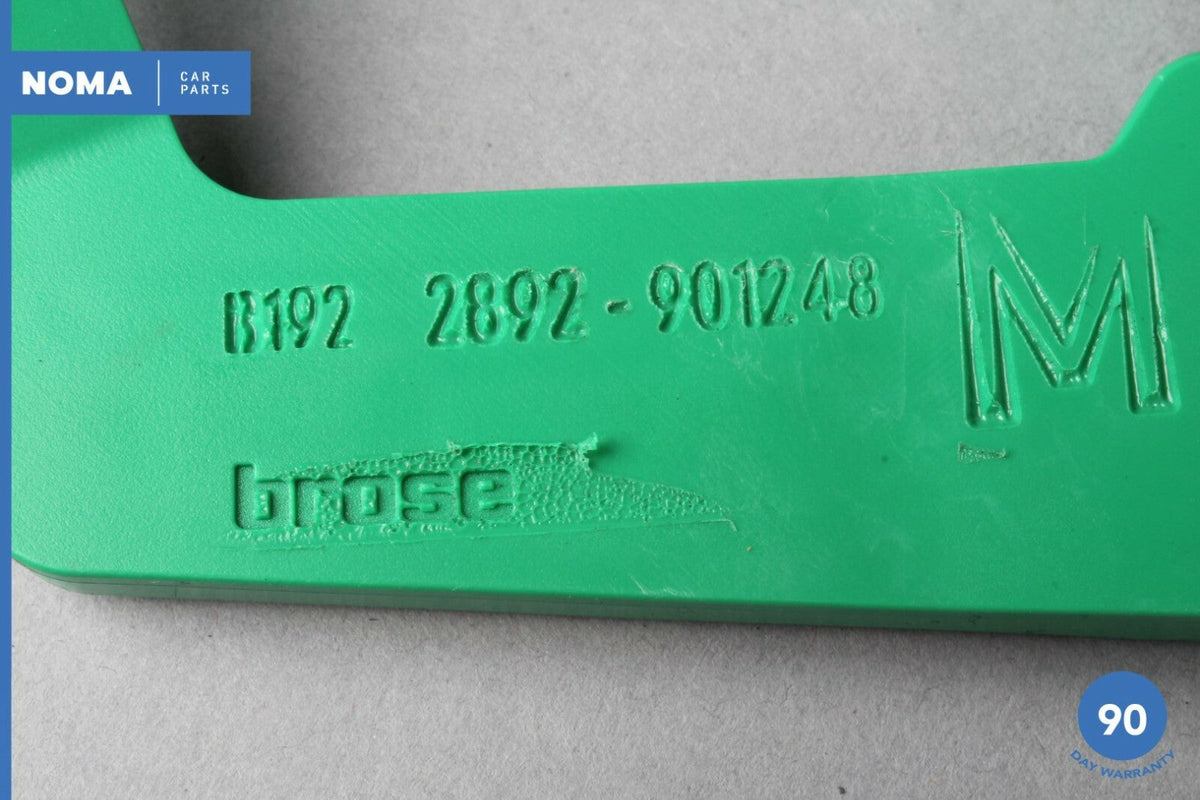 NOMA
CAR
PARTS
B192 2892-901248
M
brose
90
DAY WARRANTY